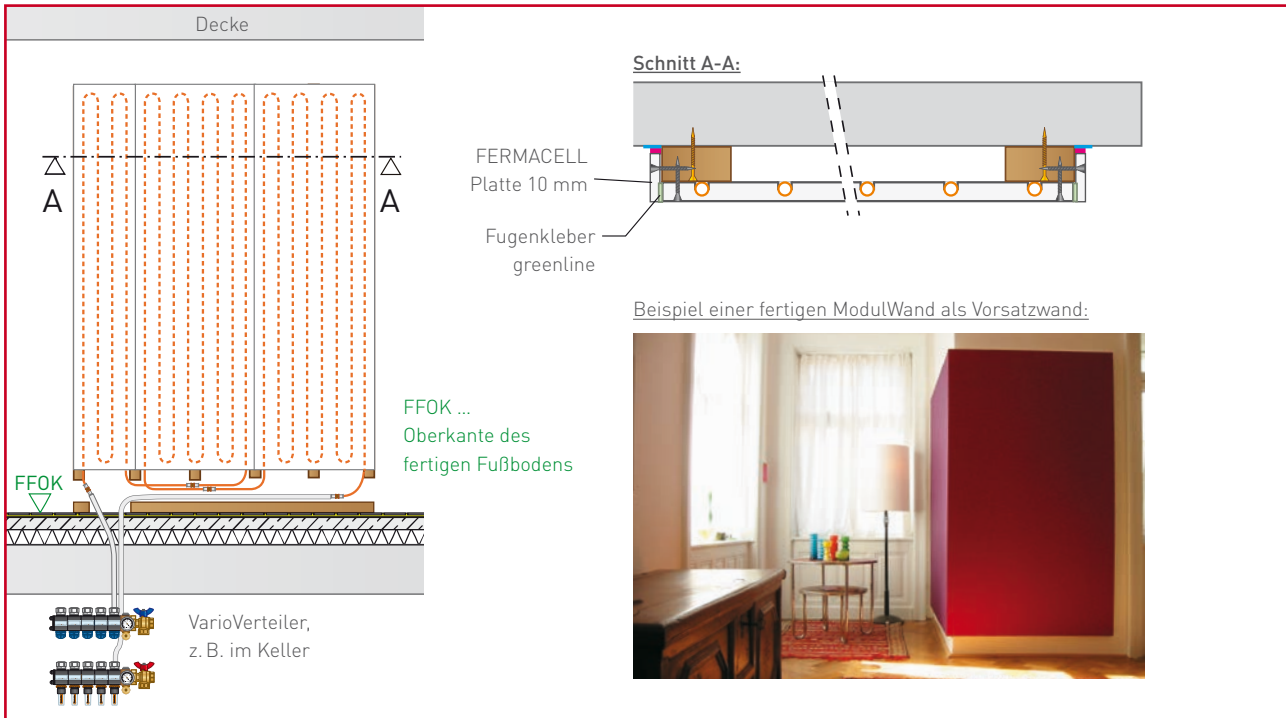 Decke
A
A
FFOK
FFOK ...
Oberkante des
fertigen Fußbodens
VarioVerteiler,
z. B. im Keller
Schnitt A-A:
FERMACELL
Platte 10 mm
Fugenkleber
greenline
Beispiel einer fertigen ModulWand als Vorsatzwand: